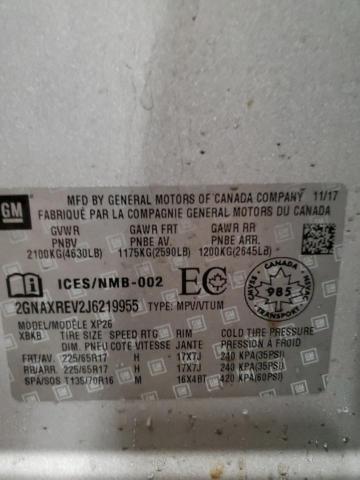 GM
MFD BY GENERAL MOTORS OF CANADA COMPANY 11/17
FABRIQUÉ PAR LA COMPAGNIE GENERAL MOTORS DU CANADA
GVWR GAWR FRT GAWR RR
PNBV PNBE AV. PNBE ARR.
2100KG(4630LB) 1175KG(2590LB) 1200KG(2645LB)
ICES/NMB-002 EC
2GNAXREV2J6219955 TYPE: MPV/VTUM
CANADA
985
TRANSPORT
MODEL/MODÈLE XP26
XBKB TIRE SIZE SPEED RTG RIM COLD TIRE PRESSURE
DIM. PNEU COTE VITESSE JANTE PRESSION À FROID
FRT/AV. 225/65R17 H - 17X7J 240 KPA(35PSI)
RR/ARR. 225/65R17 H - 17X7J 240 KPA(35PSI)
SPA/SOS T135/70R16 M 16X4BT 420 KPA(60PSI)